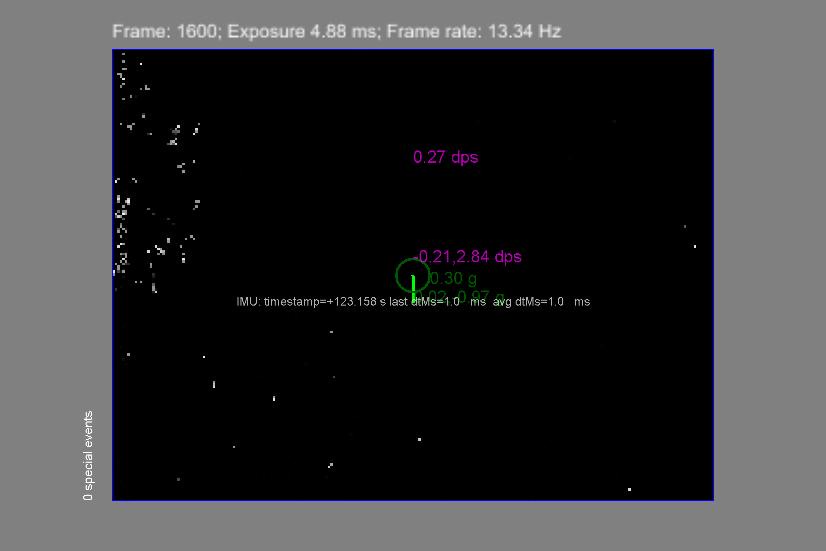 Frame: 1600; Exposure 4.88 ms; Frame rate: 13.34 Hz
0.27 dps
-0.21,2.84 dps
0.30 g
0.97 g
IMU: timestamp=+123.158 s last dtMs=1.0 ms avg dtMs=1.0 ms
0 special events